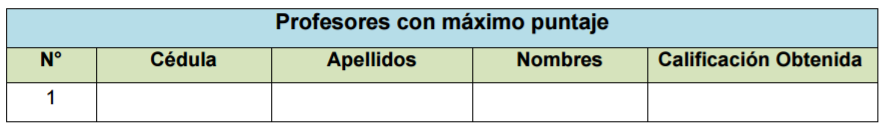 Profesores con máximo puntaje
N° Cédula Apellidos Nombres Calificación Obtenida
1